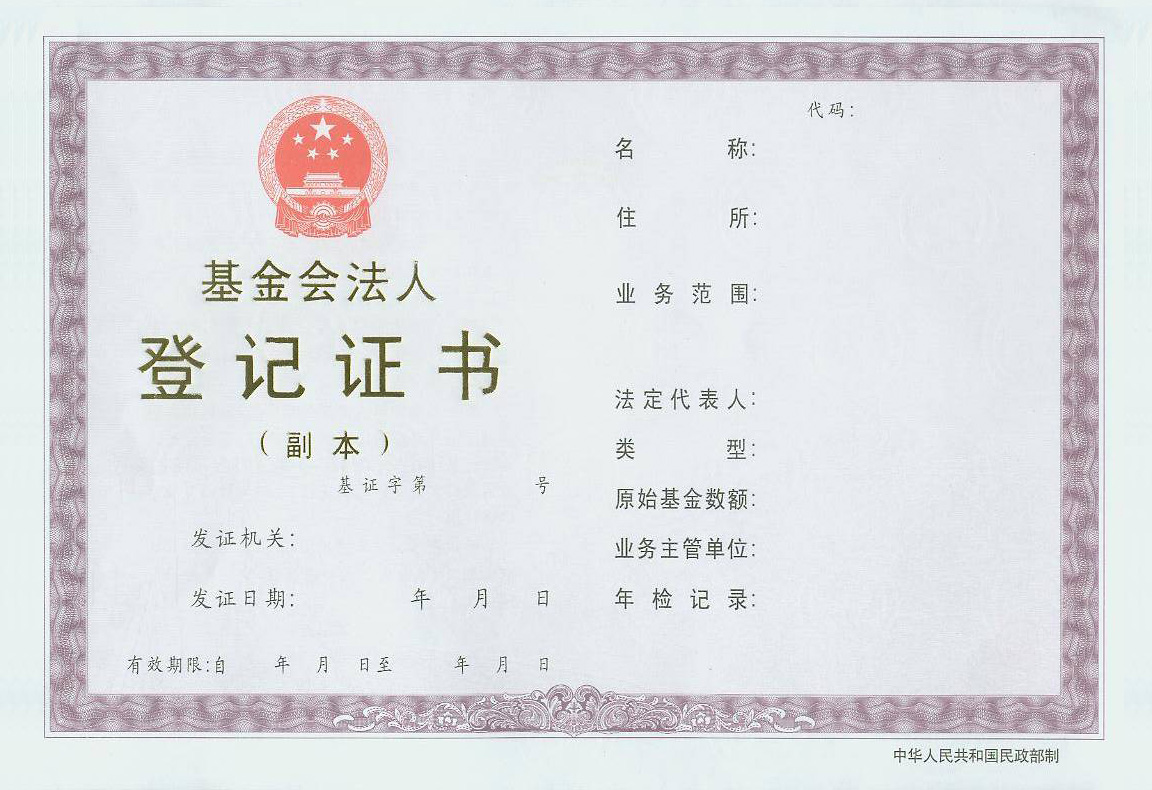 基金会法人
登记证书
（副本）
基证字第 号
发证机关：
发证日期： 年 月 日
有效期限：自 年 月 日至 年 月 日
代码：
名称：
住所：
业务范围：
法定代表人：
类型：
原始基金数额：
业务主管单位：
年检记录：
中华人民共和国民政部制